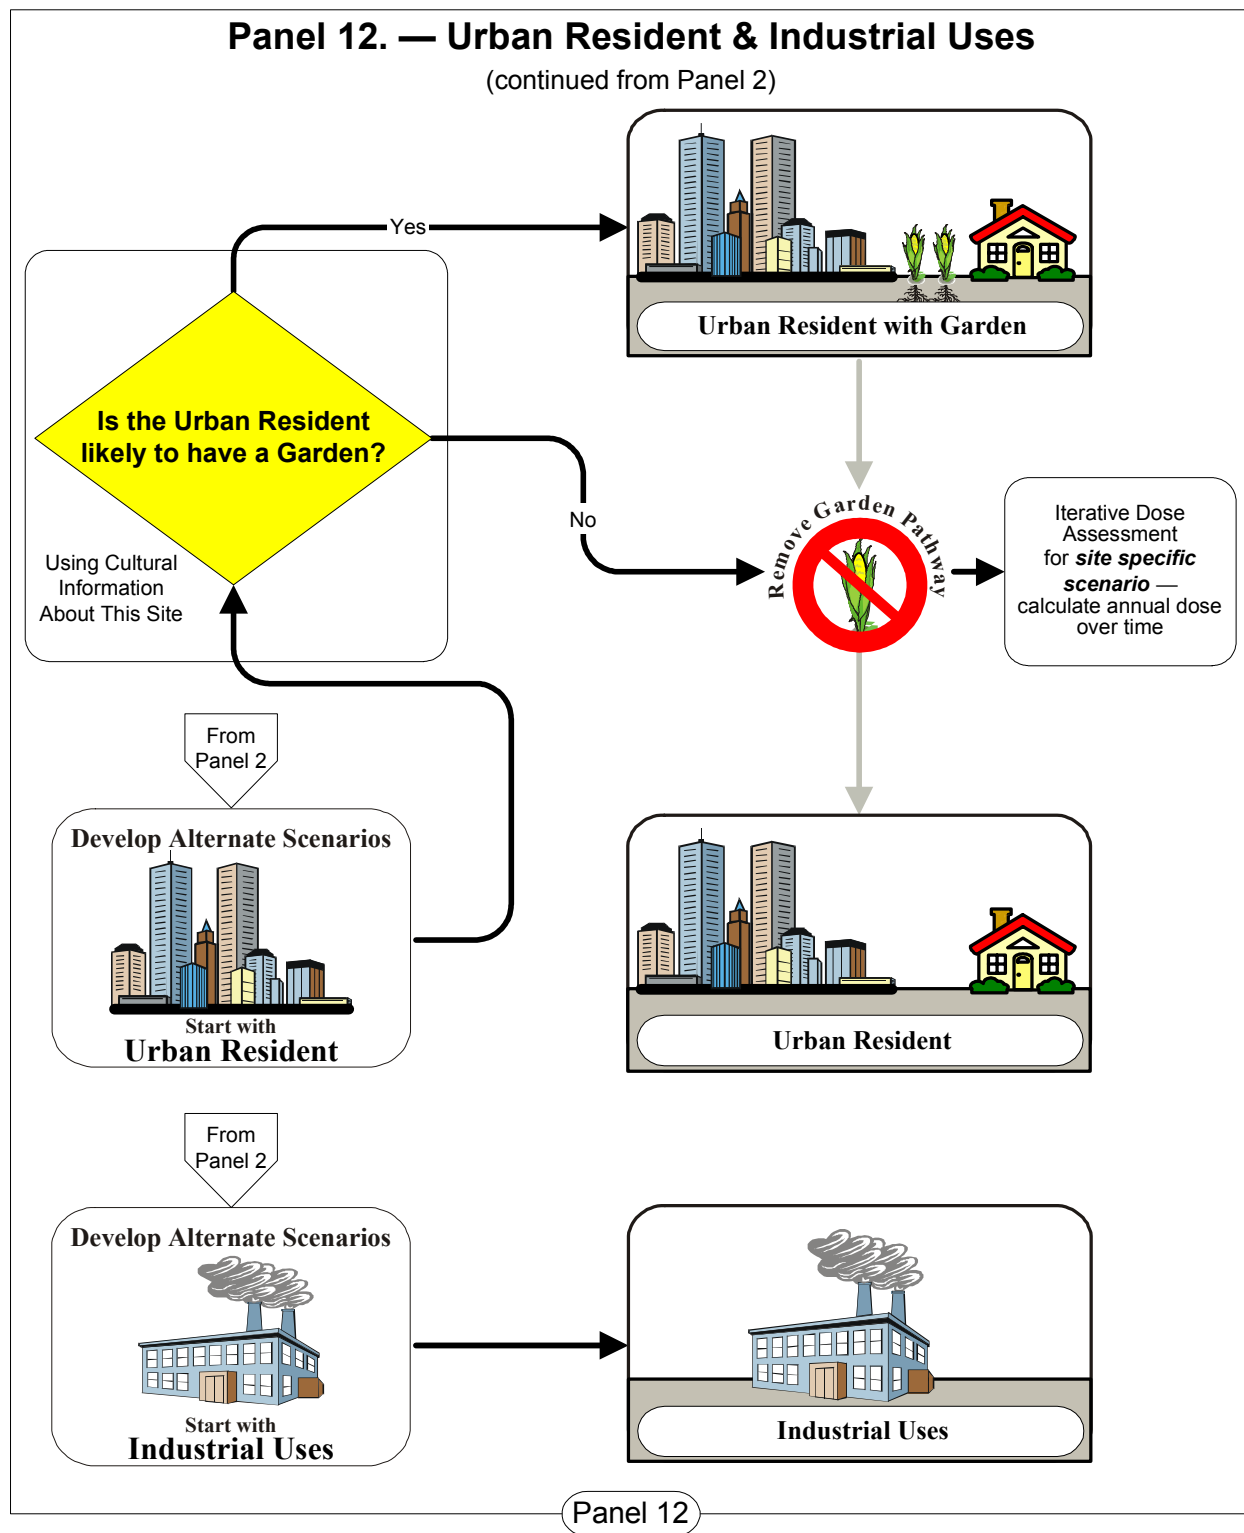 Panel 12. — Urban Resident & Industrial Uses
(continued from Panel 2)
Yes
Urban Resident with Garden
Is the Urban Resident
likely to have a Garden?
No
Using Cultural
Information
About This Site
Remove Garden Pathway
Iterative Dose
Assessment
for site specific
scenario —
calculate annual dose
over time
From
Panel 2
Develop Alternate Scenarios
Start with
Urban Resident
Urban Resident
From
Panel 2
Develop Alternate Scenarios
Start with
Industrial Uses
Industrial Uses
Panel 12